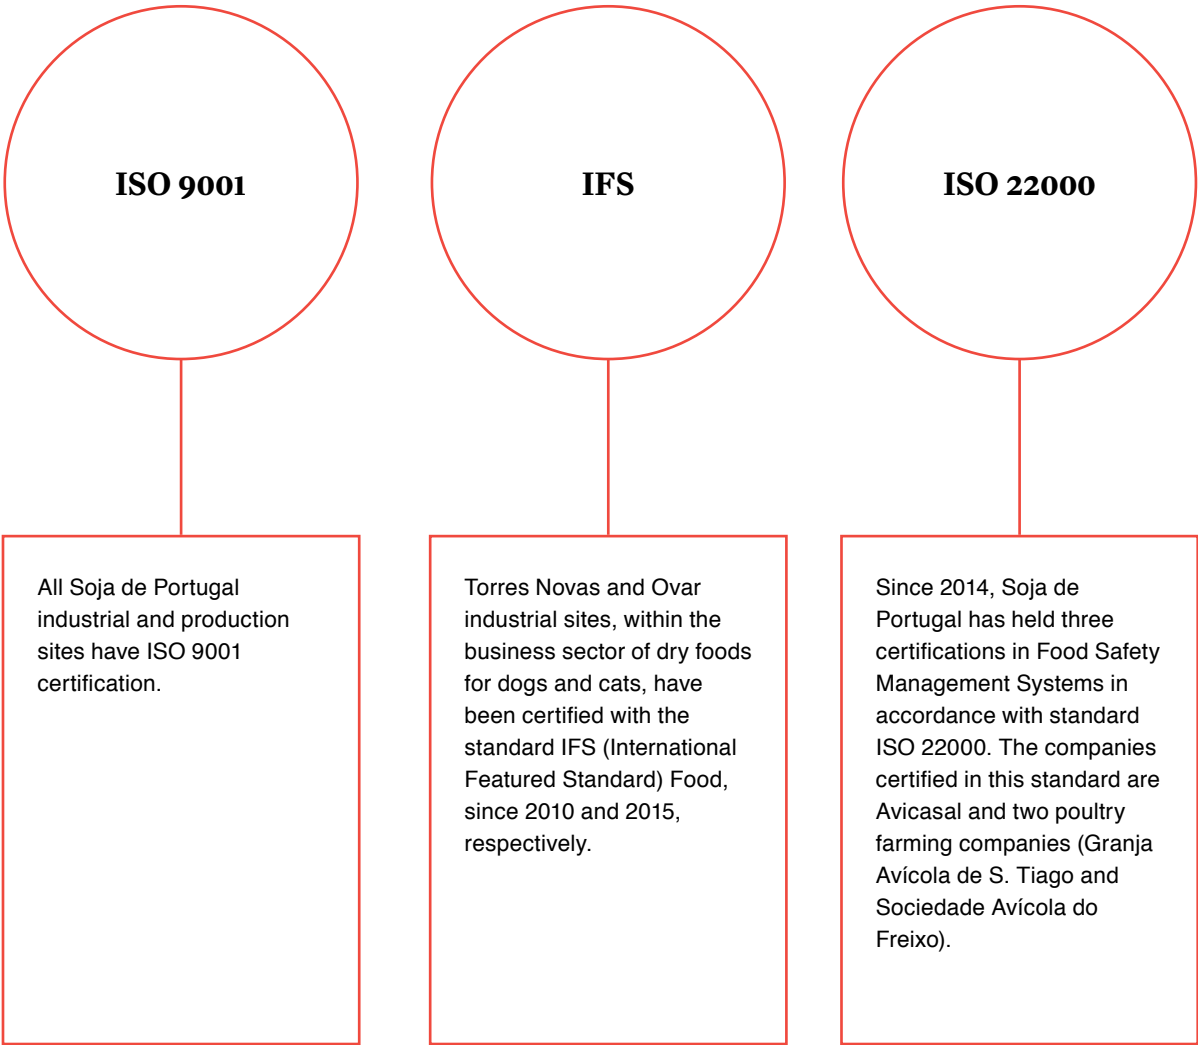 ISO 9001
IFS
ISO 22000
All Soja de Portugal
industrial and production
sites have ISO 9001
certification.
Torres Novas and Ovar
industrial sites, within the
business sector of dry foods
for dogs and cats, have
been certified with the
standard IFS (International
Featured Standard) Food,
since 2010 and 2015,
respectively.
Since 2014, Soja de
Portugal has held three
certifications in Food Safety
Management Systems in
accordance with standard
ISO 22000. The companies
certified in this standard are
Avicasal and two poultry
farming companies (Granja
Avícola de S. Tiago and
Sociedade Avícola do
Freixo).